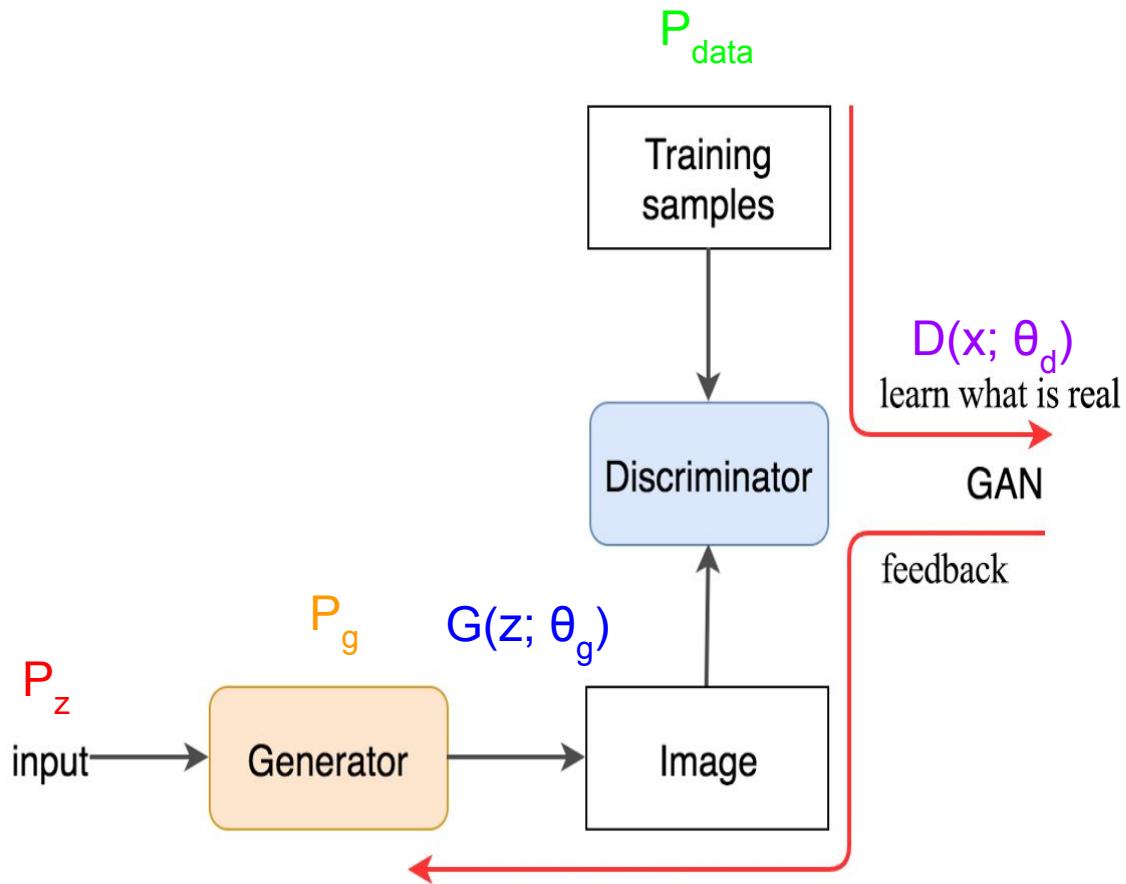 P_data
Training
samples
D(x; θ_d)
learn what is real
Discriminator
GAN
feedback
P_g
G(z; θ_g)
P_z
input
Generator
Image